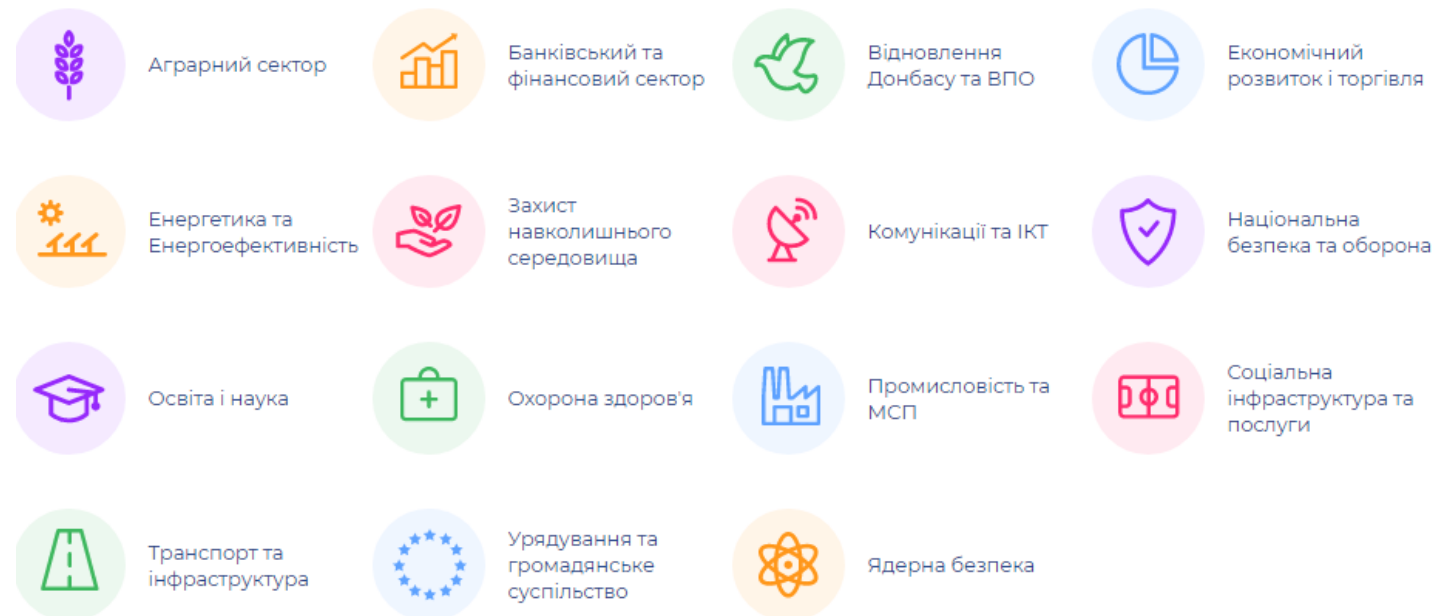 Аграрний сектор
Банківський та
фінансовий сектор
Відновлення
Донбасу та ВПО
Економічний
розвиток і торгівля
Енергетика та
Енергоефективність
Захист
навколишнього
середовища
Комунікації та ІКТ
Національна
безпека та оборона
Освіта і наука
Охорона здоров'я
Промисловість та
МСП
Соціальна
інфраструктура та
послуги
Транспорт та
інфраструктура
Урядування та
громадянське
суспільство
Ядерна безпека